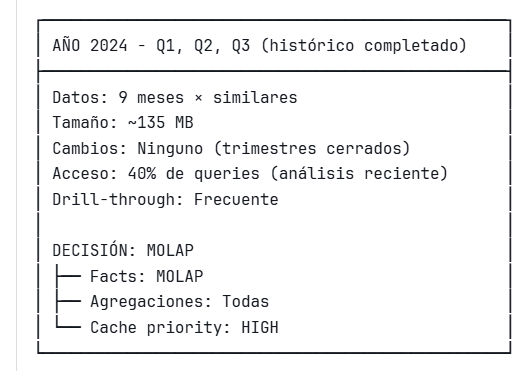 AÑO 2024 - Q1, Q2, Q3 (histórico completado)
Datos: 9 meses × similares
Tamaño: ~135 MB
Cambios: Ninguno (trimestres cerrados)
Acceso: 40% de queries (análisis reciente)
Drill-through: Frecuente
DECISIÓN: MOLAP
├── Facts: MOLAP
├── Agregaciones: Todas
└── Cache priority: HIGH